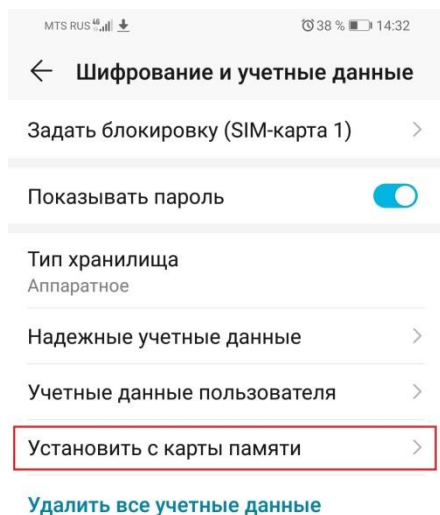 MTS RUS 46 38 % 14:32
Шифрование и учетные данные
Задать блокировку (SIM-карта 1)
Показывать пароль
Тип хранилища
Аппаратное
Надежные учетные данные
Учетные данные пользователя
Установить с карты памяти
Удалить все учетные данные